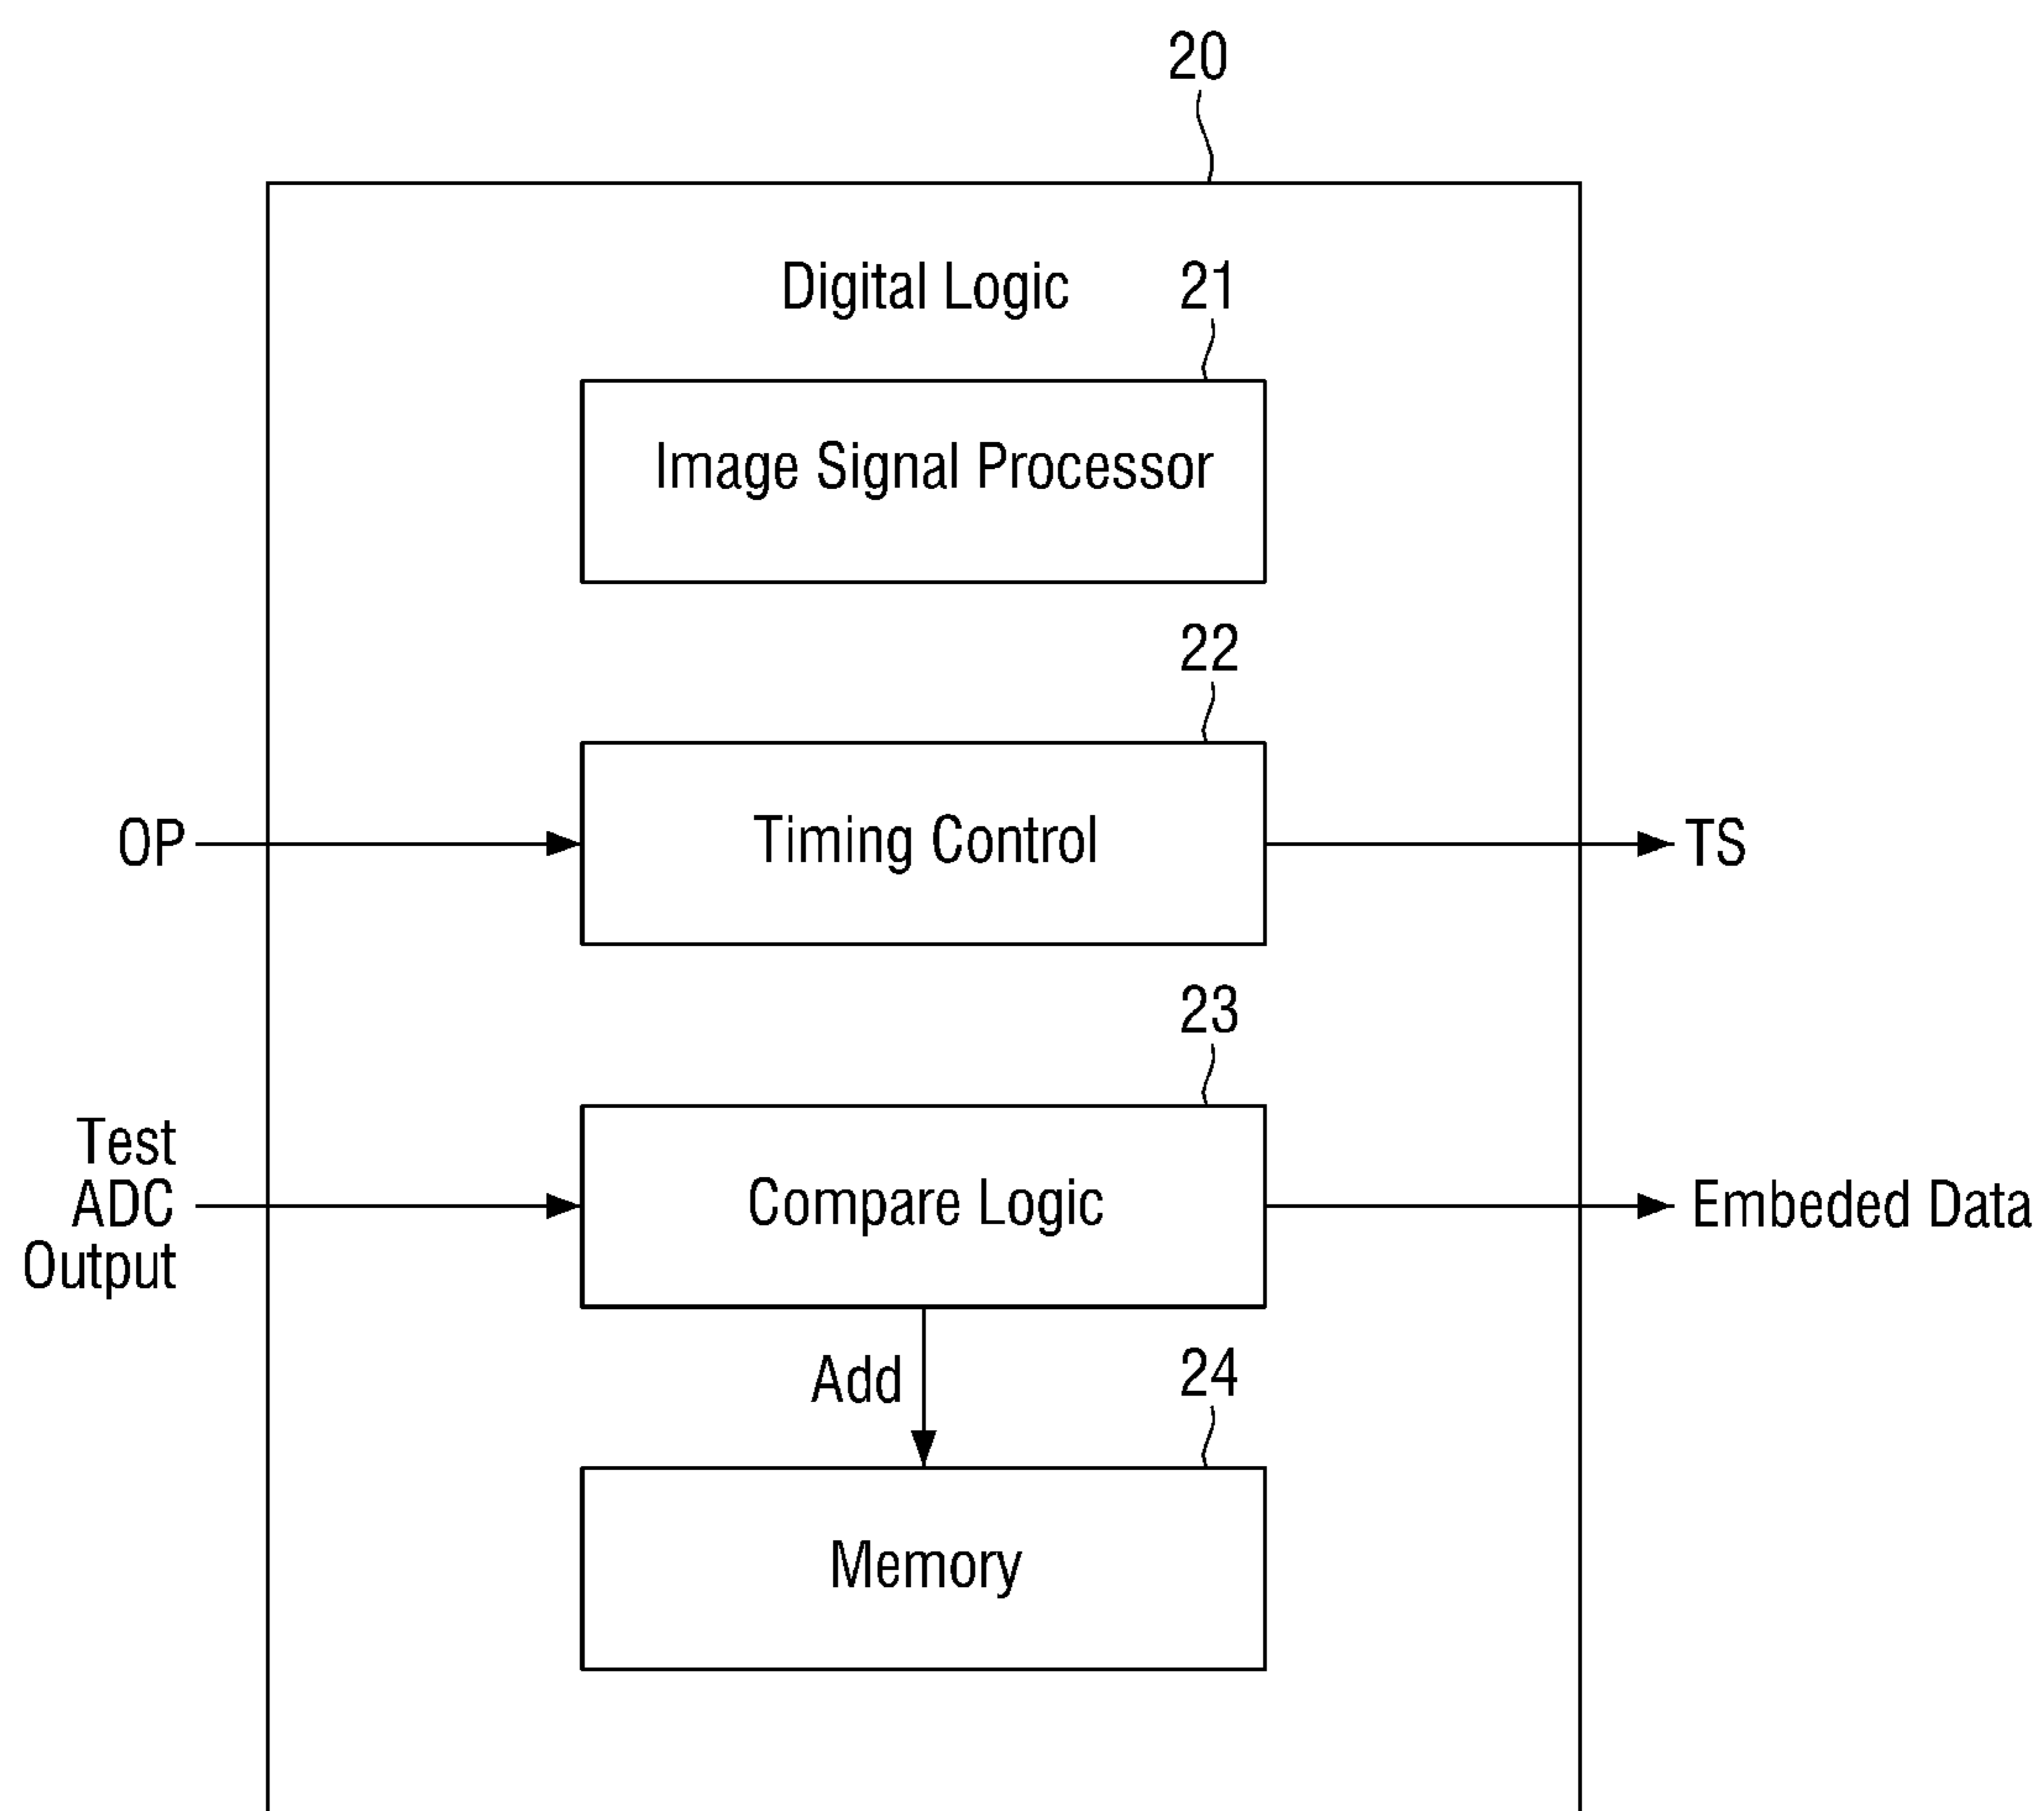 20
Digital Logic
21
Image Signal Processor
22
OP
Timing Control
TS
23
Test
ADC
Output
Compare Logic
Embeded Data
Add
24
Memory